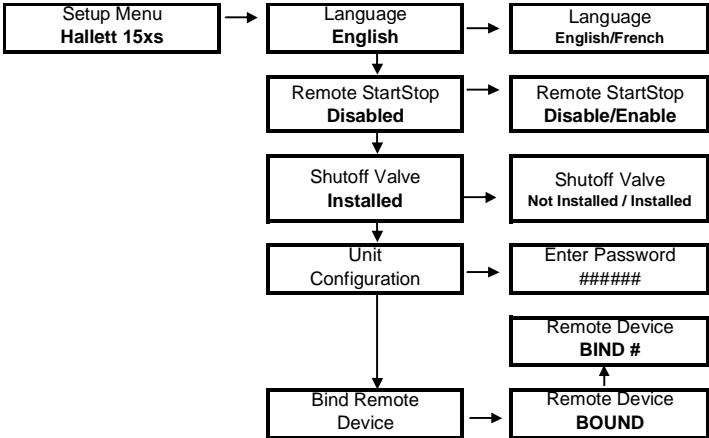 Setup Menu
Hallett 15xs
Language
English
Language
English/French
Remote StartStop
Disabled
Remote StartStop
Disable/Enable
Shutoff Valve
Installed
Shutoff Valve
Not Installed / Installed
Unit
Configuration
Enter Password
######
Remote Device
BIND #
Bind Remote
Device
Remote Device
BOUND